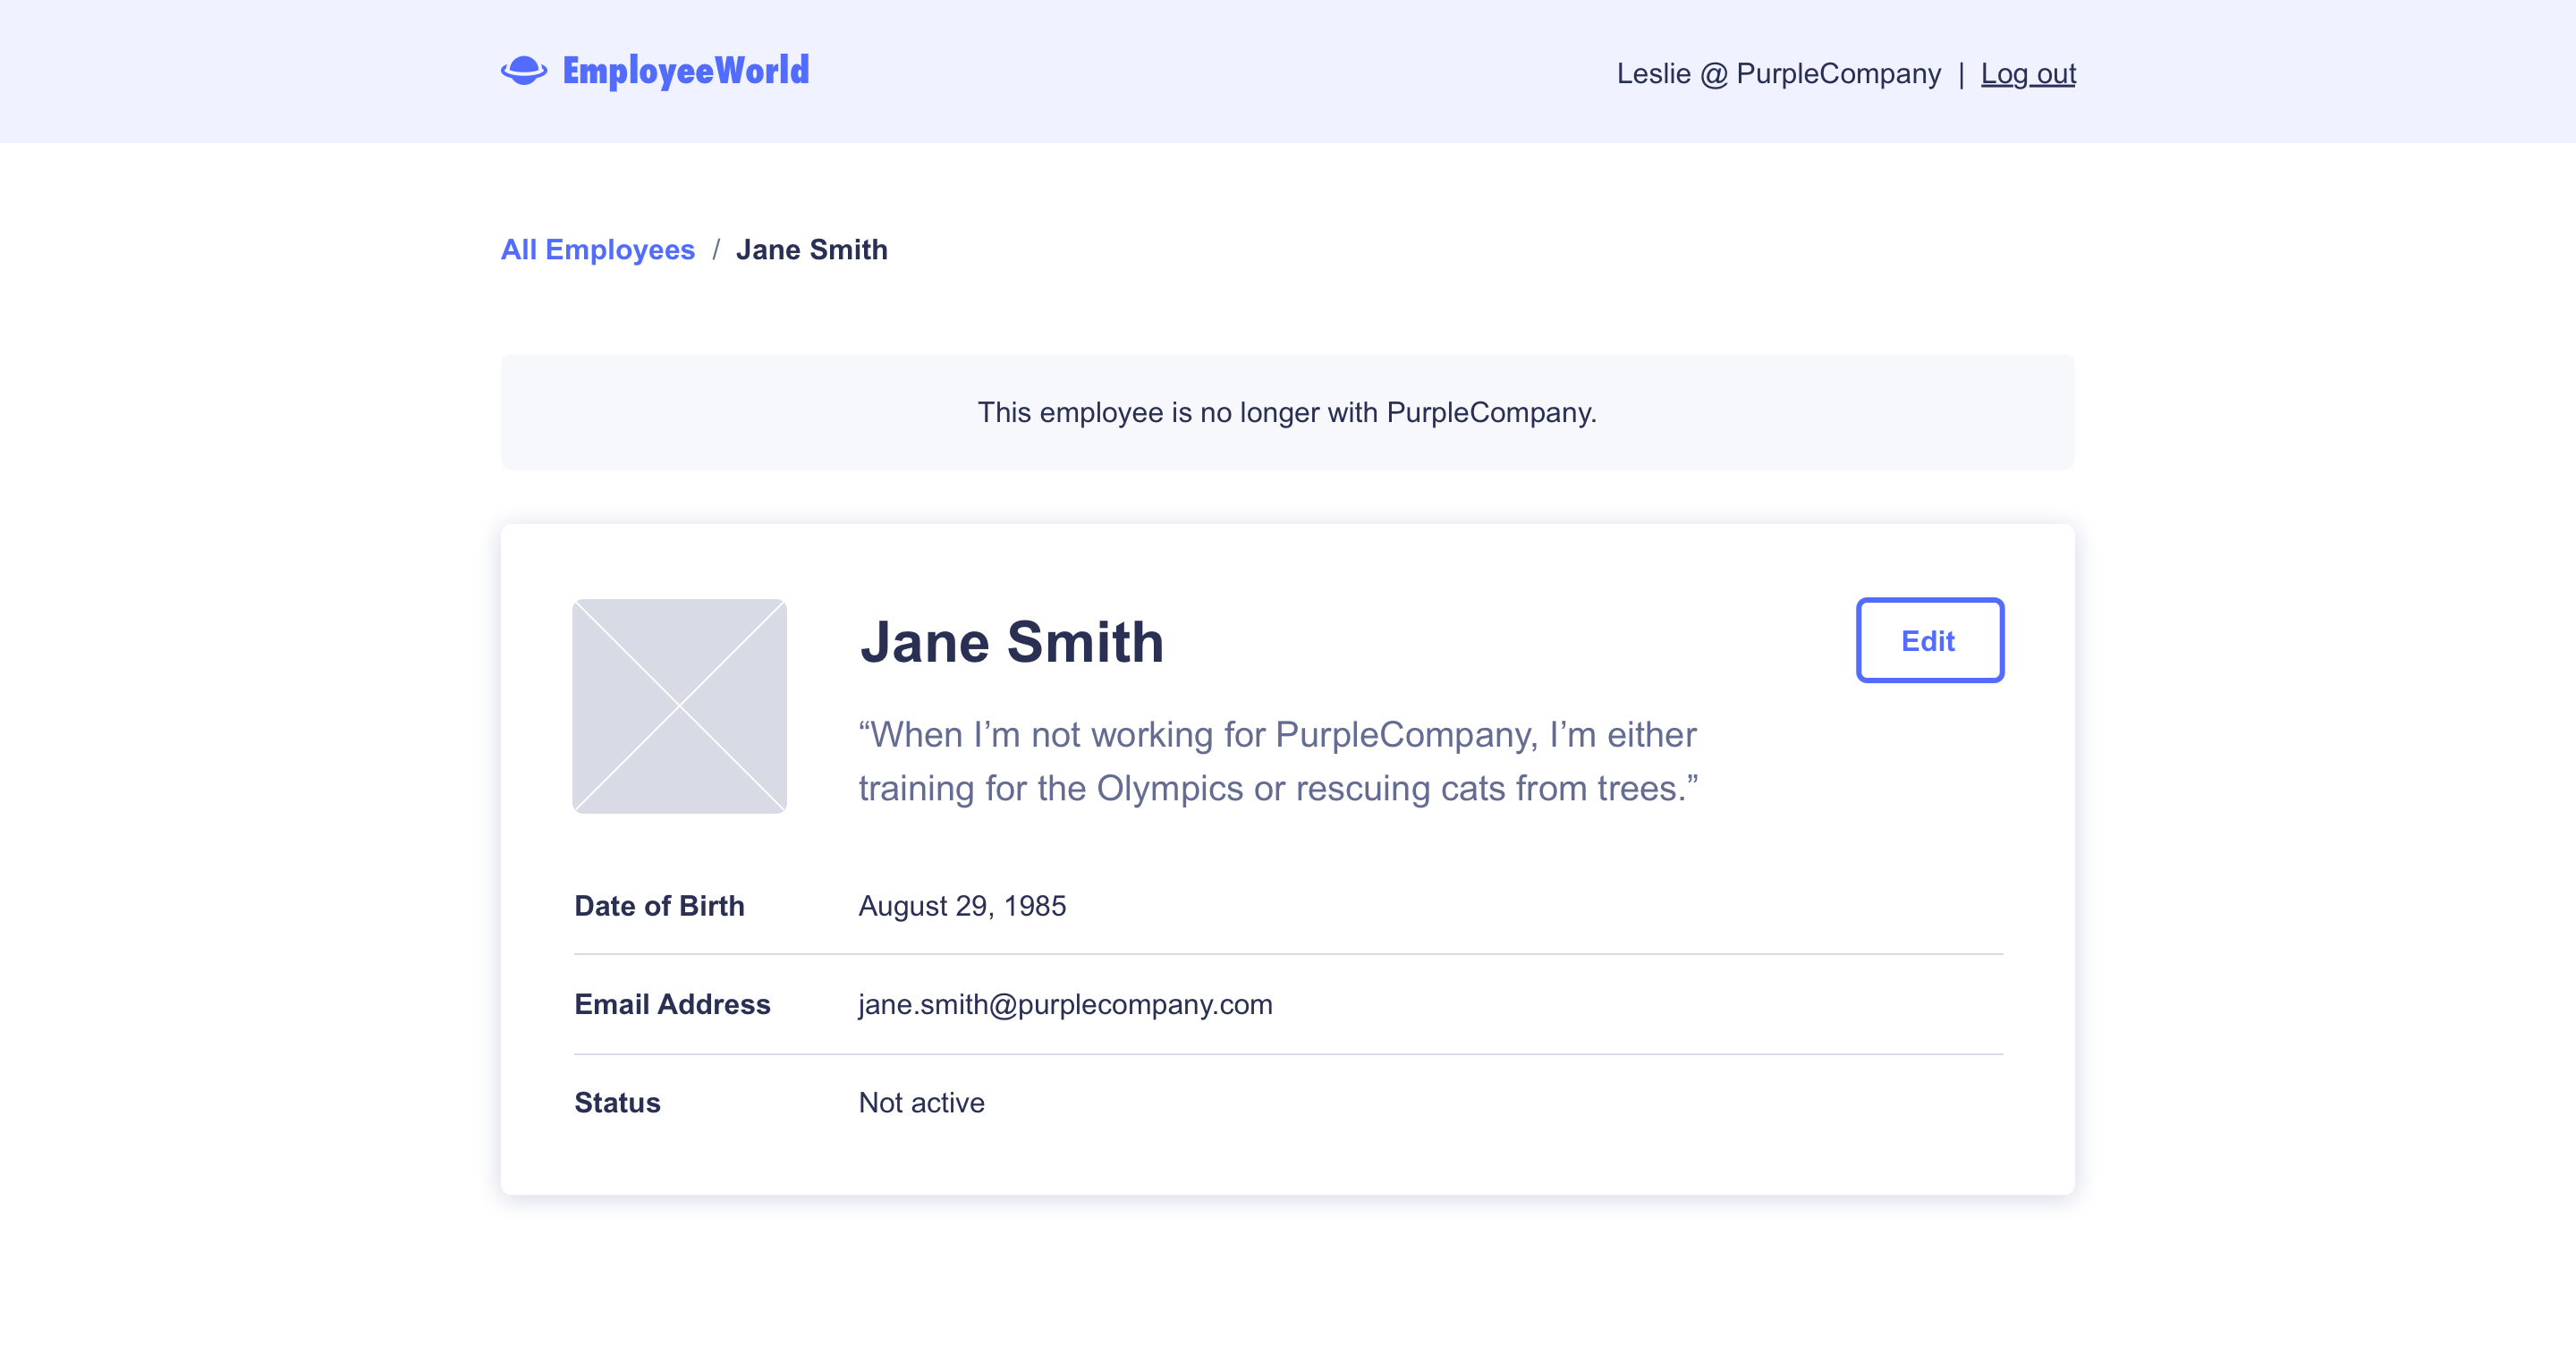 EmployeeWorld
Leslie @ PurpleCompany | Log out
All Employees / Jane Smith
This employee is no longer with PurpleCompany.
Jane Smith
Edit
“When I’m not working for PurpleCompany, I’m either
training for the Olympics or rescuing cats from trees.”
Date of Birth August 29, 1985
Email Address jane.smith@purplecompany.com
Status Not active